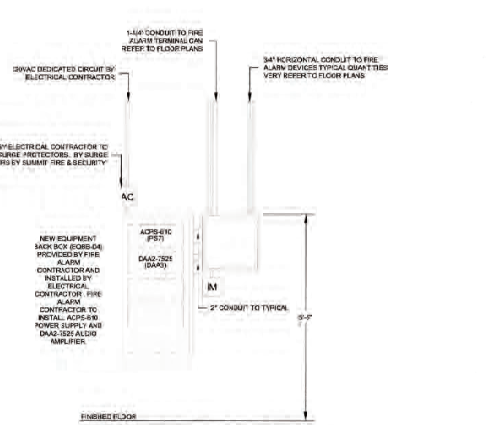 1-1/4" CONDUIT TO FIRE
ALARM TERMINAL CAN
REFER TO FLOOR PLANS
3/4" HORIZONTAL CONDUIT TO FIRE
ALARM DEVICES TYPICAL QUANTITIES
VERY REFER TO FLOOR PLANS
120VAC DEDICATED CIRCUIT BY
ELECTRICAL CONTRACTOR
ELECTRICAL CONTRACTOR TO
SURGE PROTECTORS. BY SURGE
BY SUMMIT FIRE & SECURITY
AC
ACPS-610
(PS7)
DAA2-7525
(DAA3)
NEW EQUIPMENT
BACK BOX (EQBB-D4)
PROVIDED BY FIRE
ALARM
CONTRACTOR AND
INSTALLED BY
ELECTRICAL
CONTRACTOR. FIRE
ALARM
CONTRACTOR TO
INSTALL ACPS-610
POWER SUPPLY AND
DAA2-7525 AUDIO
AMPLIFIER.
IM
2" CONDUIT TO TYPICAL
FINISHED FLOOR